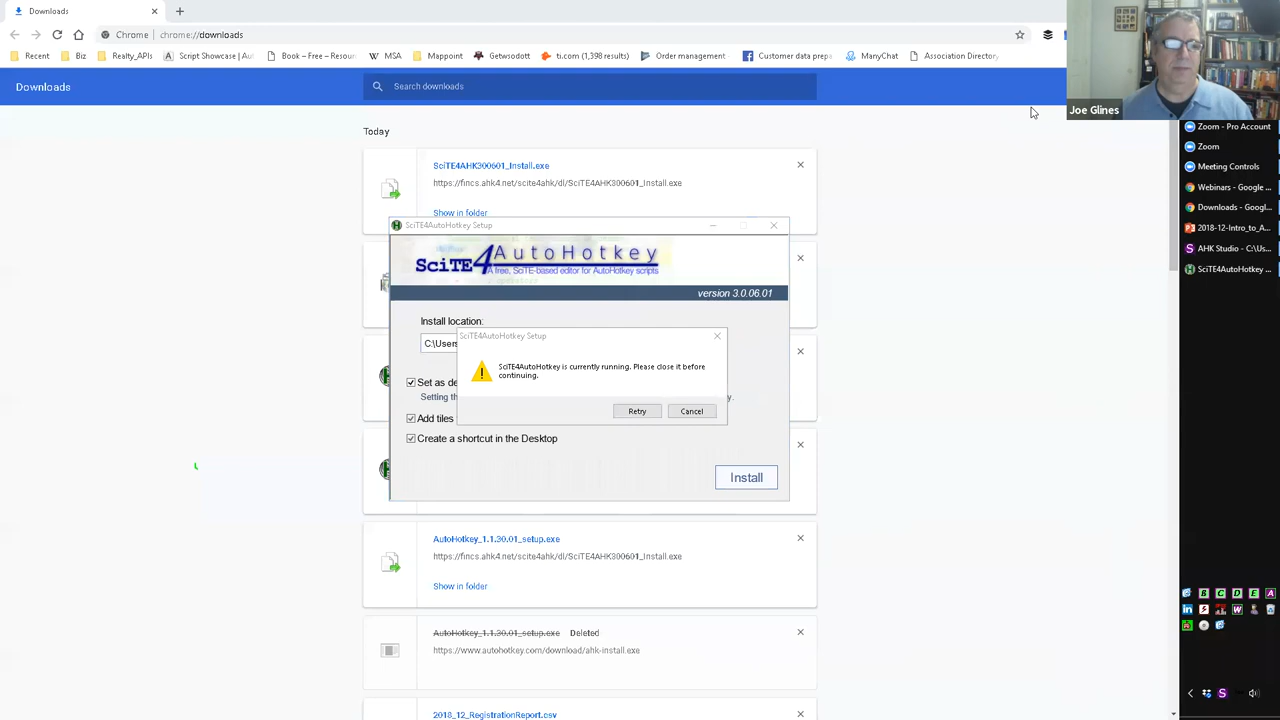 Downloads
Chrome
chrome://downloads
Recent
Biz
Realty_APIs
Script Showcase | Au
Book – Free – Resour
MSA
Mappoint
Getwsodott
ti.com (1,398 results)
Order management -
Customer data prepa
ManyChat
Association Directory
Downloads
Search downloads
Joe Glines
Today
SciTE4AHK300601_Install.exe
https://fincs.ahk4.net/scite4ahk/dl/SciTE4AHK300601_Install.exe
Show in folder
SciTE4AutoHotkey Setup
SciTE4AutoHotkey
A free, SciTE-based editor for AutoHotkey scripts
version 3.0.06.01
Install location:
C:\Users
SciTE4AutoHotkey Setup
SciTE4AutoHotkey is currently running. Please close it before
continuing.
Retry
Cancel
Set as de
Setting th
y.
Add tiles
Create a shortcut in the Desktop
Install
AutoHotkey_1.1.30.01_setup.exe
https://fincs.ahk4.net/scite4ahk/dl/SciTE4AHK300601_Install.exe
Show in folder
AutoHotkey_1.1.30.01_setup.exe Deleted
https://www.autohotkey.com/download/ahk-install.exe
2018_12_RegistrationReport.csv
Zoom - Pro Account
Zoom
Meeting Controls
Webinars - Google ...
Downloads - Googl...
2018-12-Intro_to_A...
AHK Studio - C:\Us...
SciTE4AutoHotkey ...